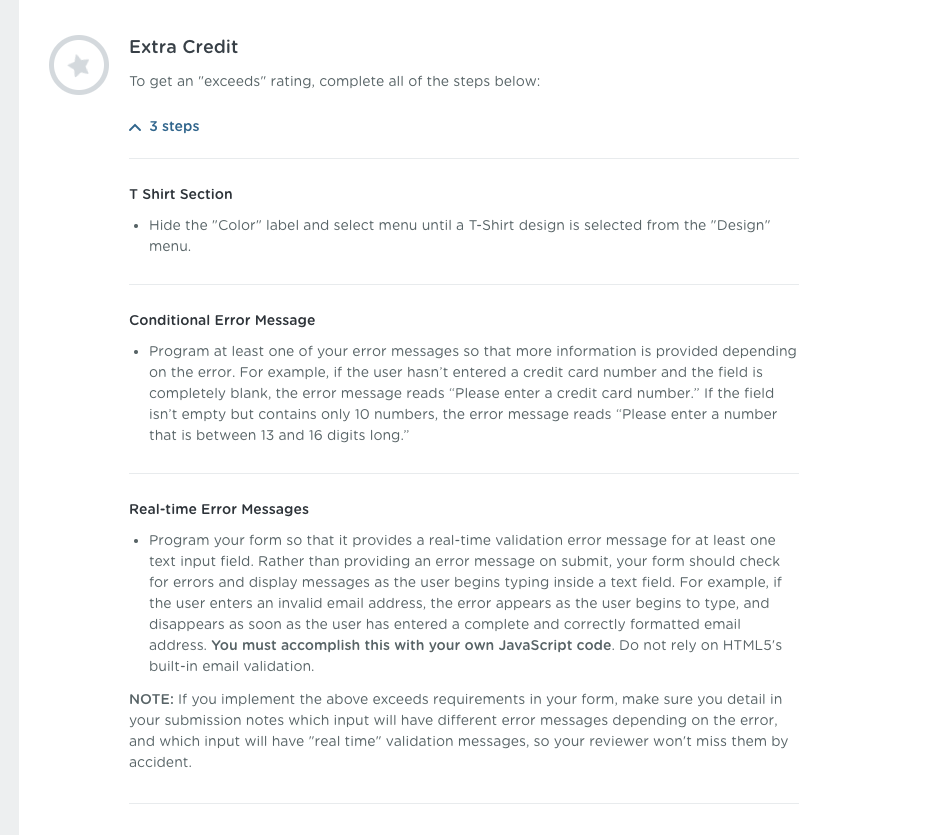 Extra Credit
To get an "exceeds" rating, complete all of the steps below:
3 steps
T Shirt Section
• Hide the "Color" label and select menu until a T-Shirt design is selected from the "Design"
menu.
Conditional Error Message
• Program at least one of your error messages so that more information is provided depending
on the error. For example, if the user hasn’t entered a credit card number and the field is
completely blank, the error message reads “Please enter a credit card number.” If the field
isn’t empty but contains only 10 numbers, the error message reads “Please enter a number
that is between 13 and 16 digits long.”
Real-time Error Messages
• Program your form so that it provides a real-time validation error message for at least one
text input field. Rather than providing an error message on submit, your form should check
for errors and display messages as the user begins typing inside a text field. For example, if
the user enters an invalid email address, the error appears as the user begins to type, and
disappears as soon as the user has entered a complete and correctly formatted email
address. You must accomplish this with your own JavaScript code. Do not rely on HTML5's
built-in email validation.
NOTE: If you implement the above exceeds requirements in your form, make sure you detail in
your submission notes which input will have different error messages depending on the error,
and which input will have "real time" validation messages, so your reviewer won't miss them by
accident.